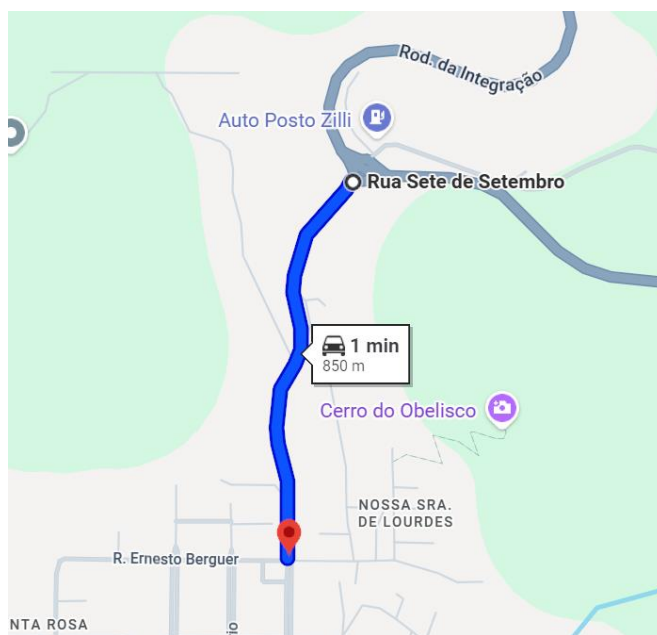 Rod. da Integração
Auto Posto Zilli
Rua Sete de Setembro
1 min
850 m
Cerro do Obelisco
NOSSA SRA.
DE LOURDES
R. Ernesto Berguer
NTA ROSA
io